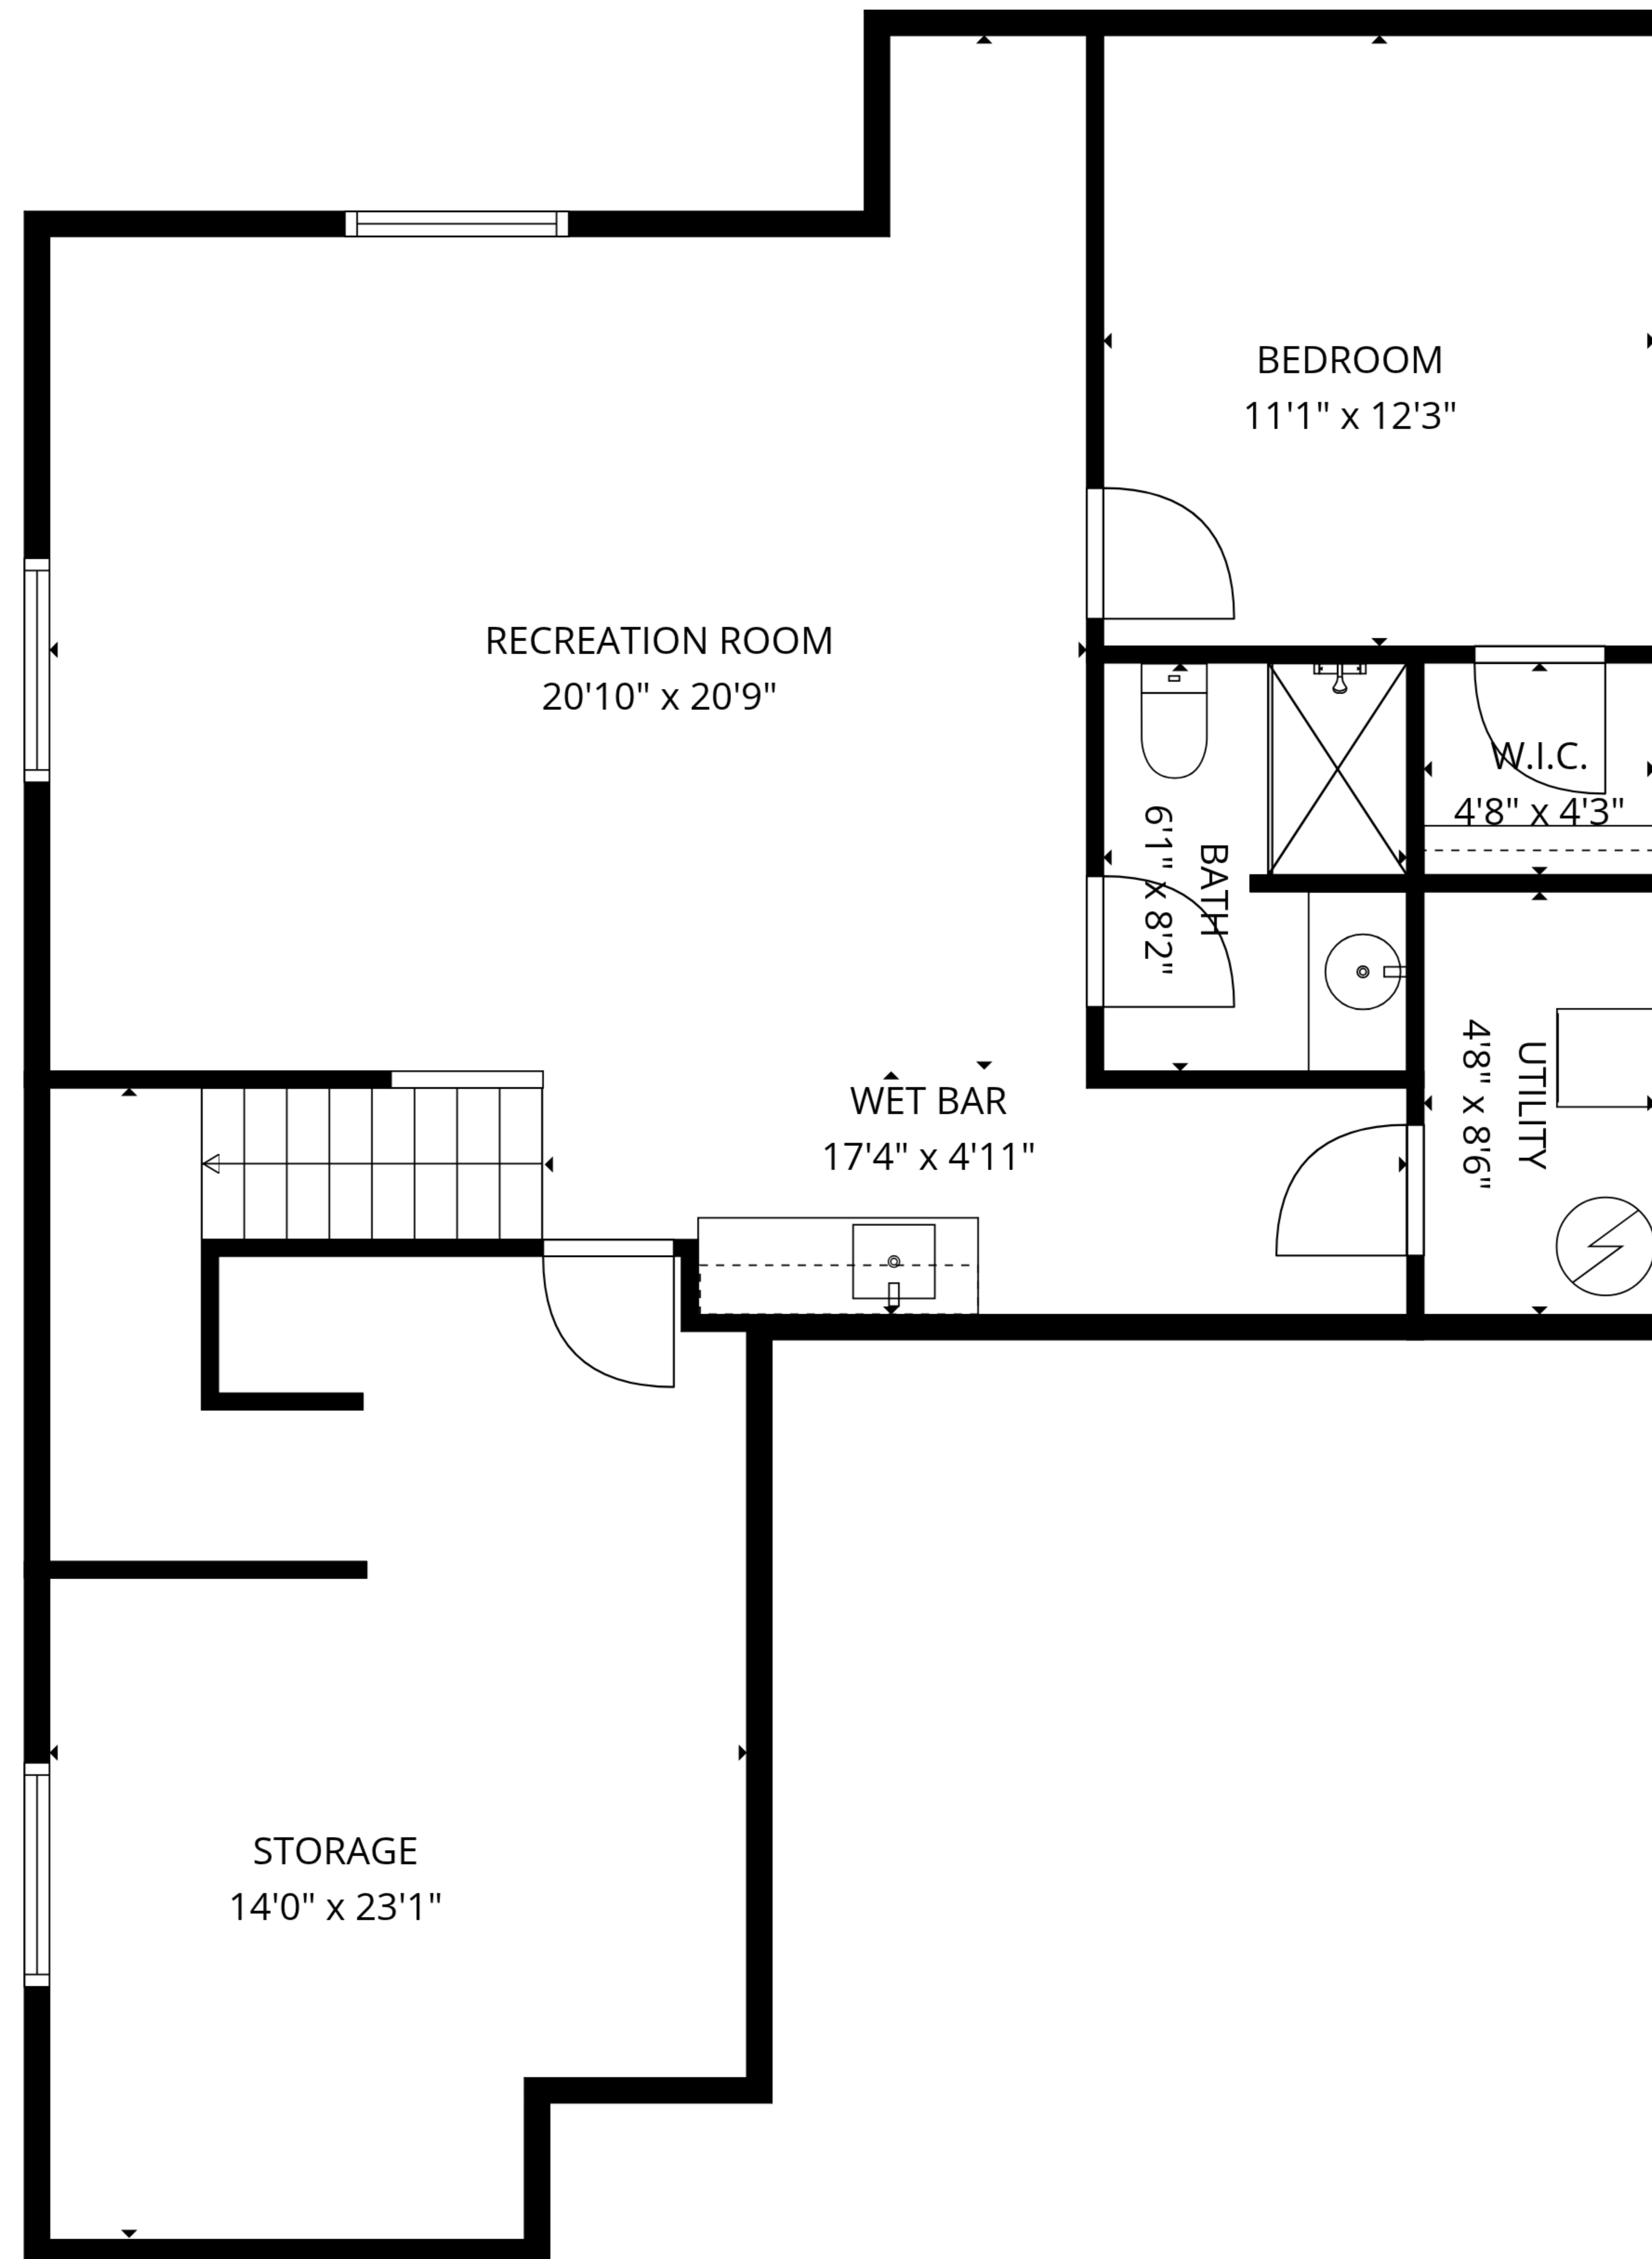 BEDROOM
11'1" x 12'3"
RECREATION ROOM
20'10" x 20'9"
W.I.C.
4'8" x 4'3"
BATH
6'1" x 8'2"
UTILITY
4'8" x 8'6"
WET BAR
17'4" x 4'11"
STORAGE
14'0" x 23'1"